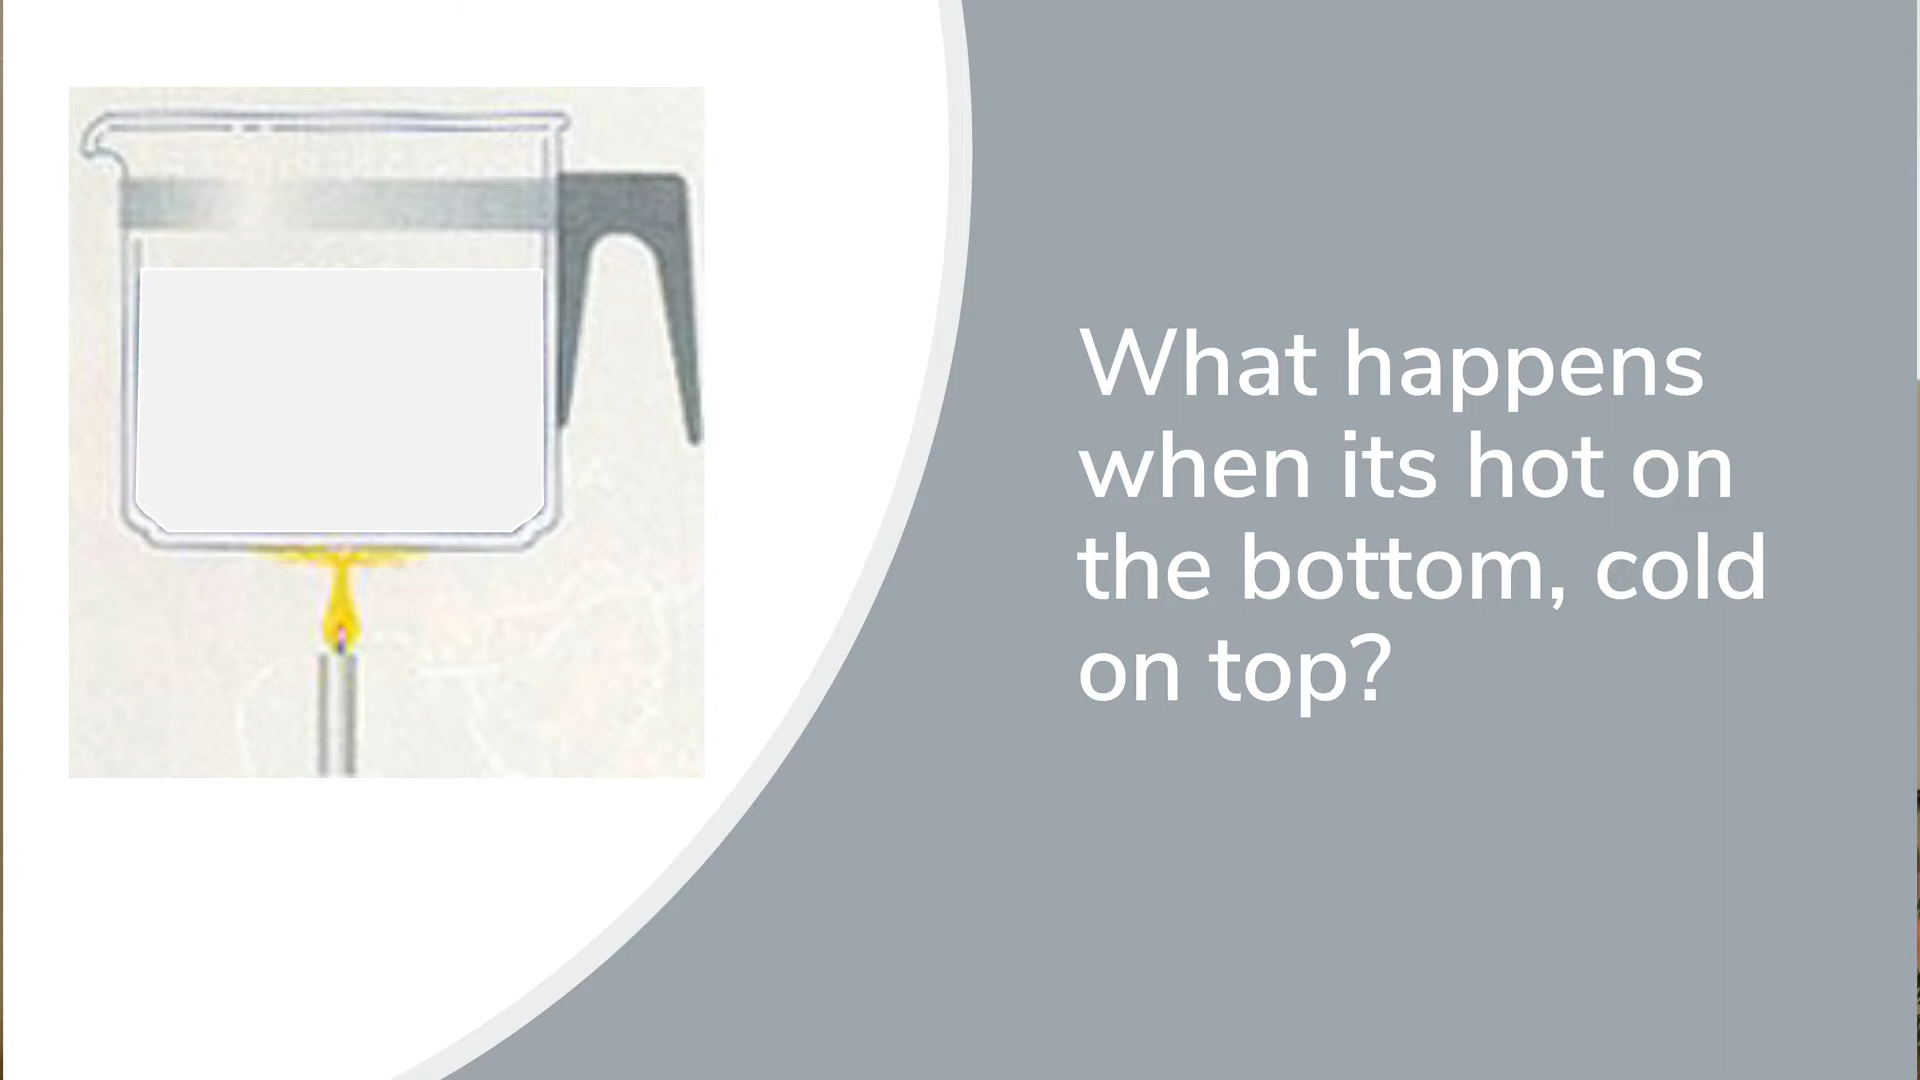 What happens
when its hot on
the bottom, cold
on top?